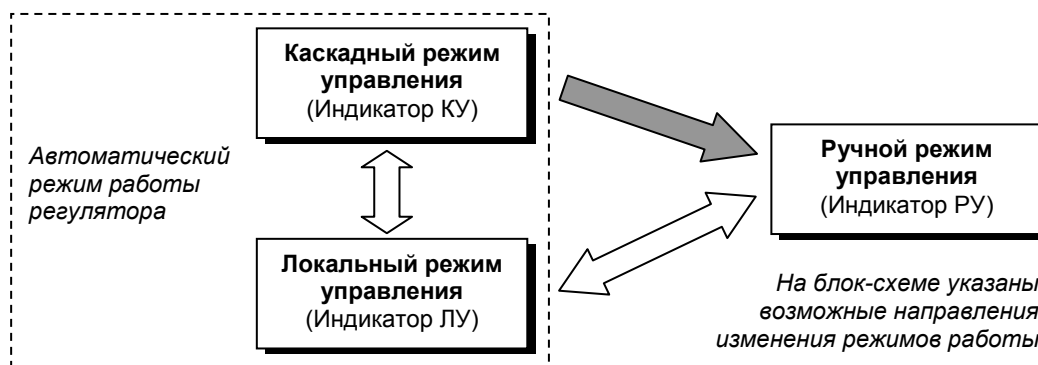 Каскадный режим
управления
(Индикатор КУ)
Автоматический
режим работы
регулятора
Ручной режим
управления
(Индикатор РУ)
Локальный режим
управления
(Индикатор ЛУ)
На блок-схеме указаны
возможные направления
изменения режимов работы